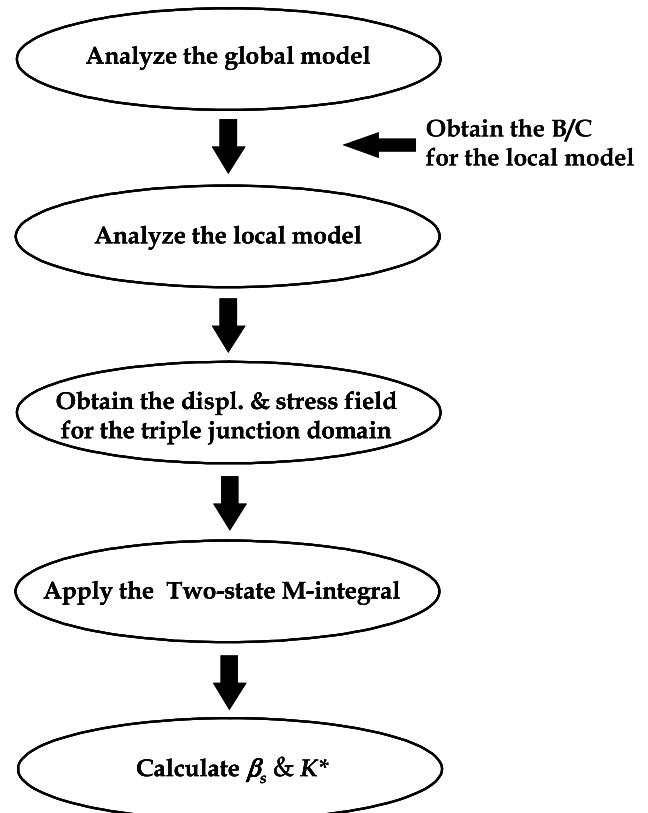 Analyze the global model
Obtain the B/C
for the local model
Analyze the local model
Obtain the displ. & stress field
for the triple junction domain
Apply the Two-state M-integral
Calculate βs & K*